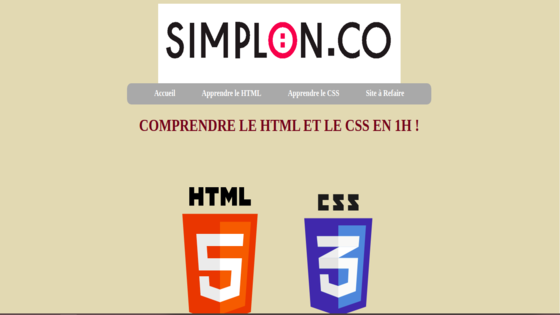 SIMPLON.CO
Accueil Apprendre le HTML Apprendre le CSS Site à Refaire
COMPRENDRE LE HTML ET LE CSS EN 1H !
HTML CSS
5 3